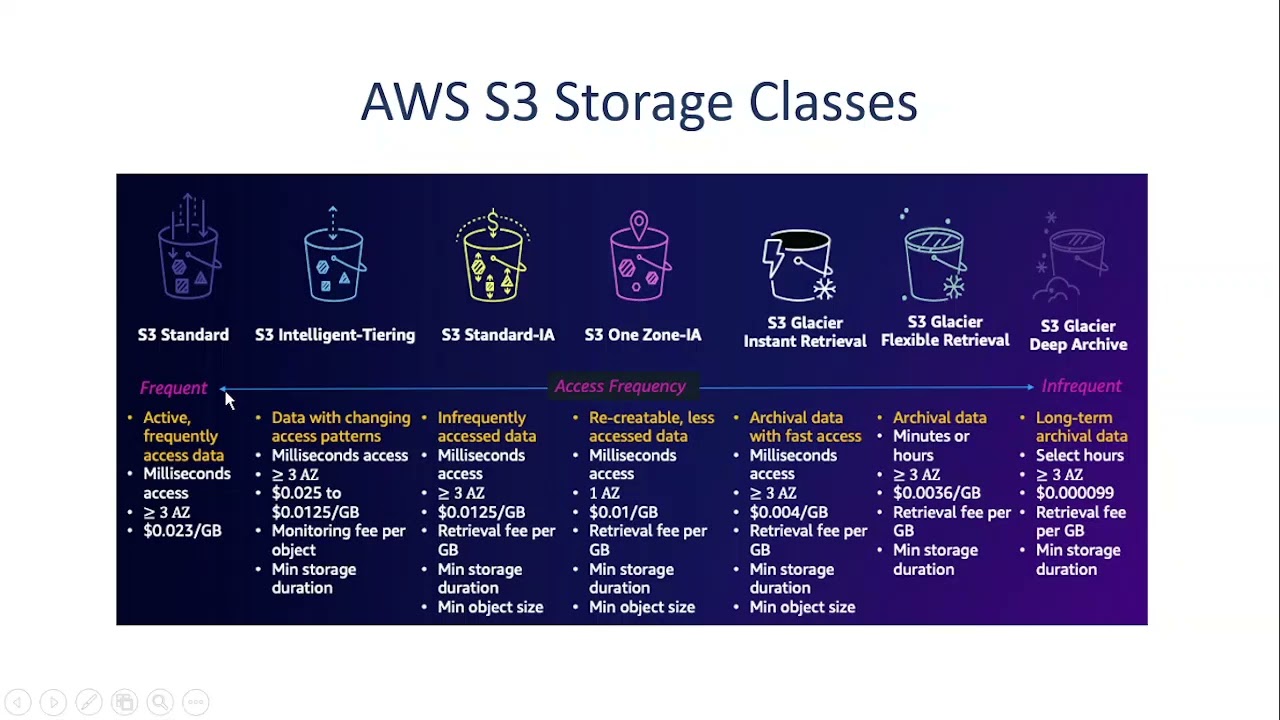 AWS S3 Storage Classes
S3 Standard
S3 Intelligent-Tiering
S3 Standard-IA
S3 One Zone-IA
S3 Glacier
Instant Retrieval
S3 Glacier
Flexible Retrieval
S3 Glacier
Deep Archive
Frequent
Access Frequency
Infrequent
• Active,
frequently
access data
• Milliseconds
access
• ≥ 3 AZ
• $0.023/GB
• Data with changing
access patterns
• Milliseconds access
• ≥ 3 AZ
• $0.025 to
$0.0125/GB
• Monitoring fee per
object
• Min storage
duration
• Infrequently
accessed data
• Milliseconds
access
• ≥ 3 AZ
• $0.0125/GB
• Retrieval fee per
GB
• Min storage
duration
• Min object size
• Re-creatable, less
accessed data
• Milliseconds
access
• 1 AZ
• $0.01/GB
• Retrieval fee per
GB
• Min storage
duration
• Min object size
• Archival data
with fast access
• Milliseconds
access
• ≥ 3 AZ
• $0.004/GB
• Retrieval fee per
GB
• Min storage
duration
• Min object size
• Archival data
• Minutes or
hours
• ≥ 3 AZ
• $0.0036/GB
• Retrieval fee per
GB
• Min storage
duration
• Long-term
archival data
• Select hours
• ≥ 3 AZ
• $0.000099
• Retrieval fee
per GB
• Min storage
duration